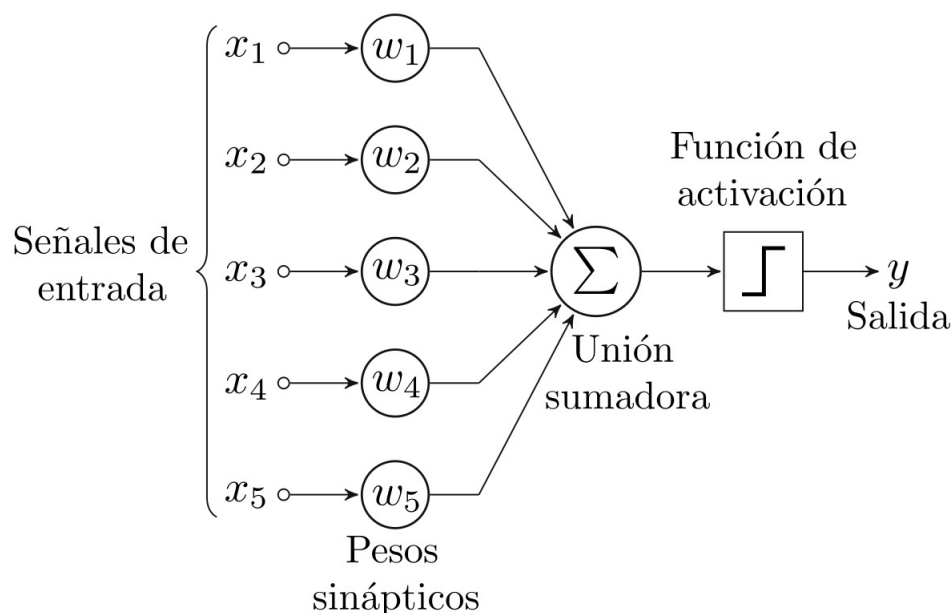 x₁
w₁
x₂
w₂
Función de
activación
Señales de
entrada
x₃
w₃
Σ
y
Salida
Unión
sumadora
x₄
w₄
x₅
w₅
Pesos
sinápticos